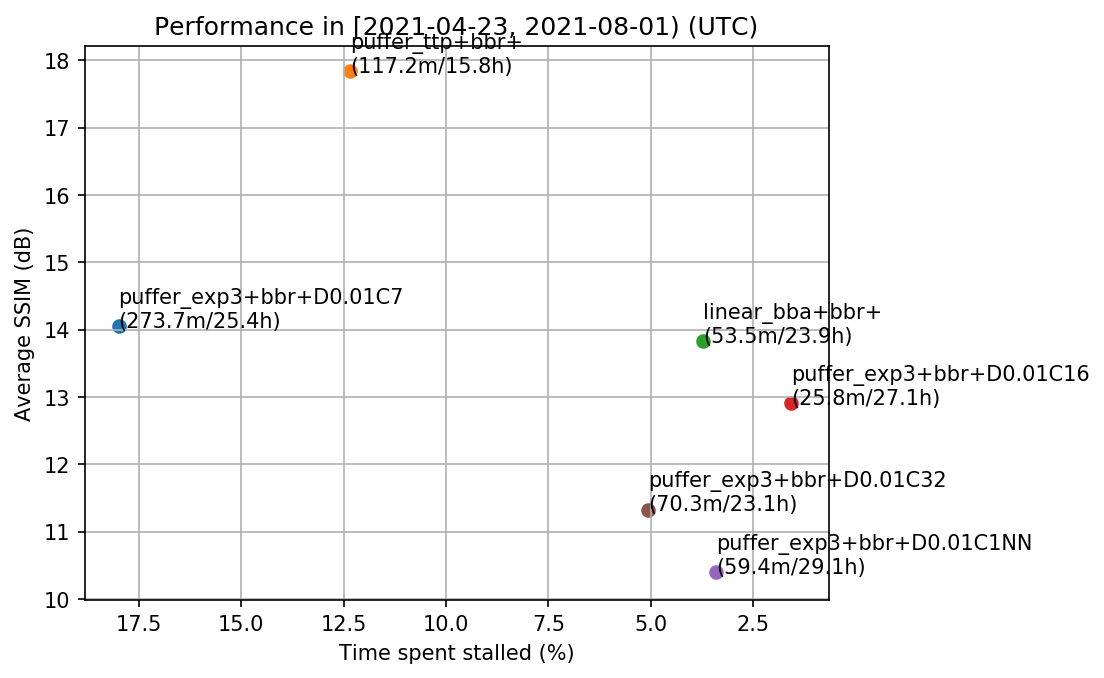 Performance in [2021-04-23, 2021-08-01) (UTC)
puffer_ttp+bbr+
(117.2m/15.8h)
puffer_exp3+bbr+D0.01C7
(273.7m/25.4h)
linear_bba+bbr+
(53.5m/23.9h)
puffer_exp3+bbr+D0.01C16
(25.8m/27.1h)
puffer_exp3+bbr+D0.01C32
(70.3m/23.1h)
puffer_exp3+bbr+D0.01C1NN
(59.4m/29.1h)
Average SSIM (dB)
18
17
16
15
14
13
12
11
10
17.5 15.0 12.5 10.0 7.5 5.0 2.5
Time spent stalled (%)